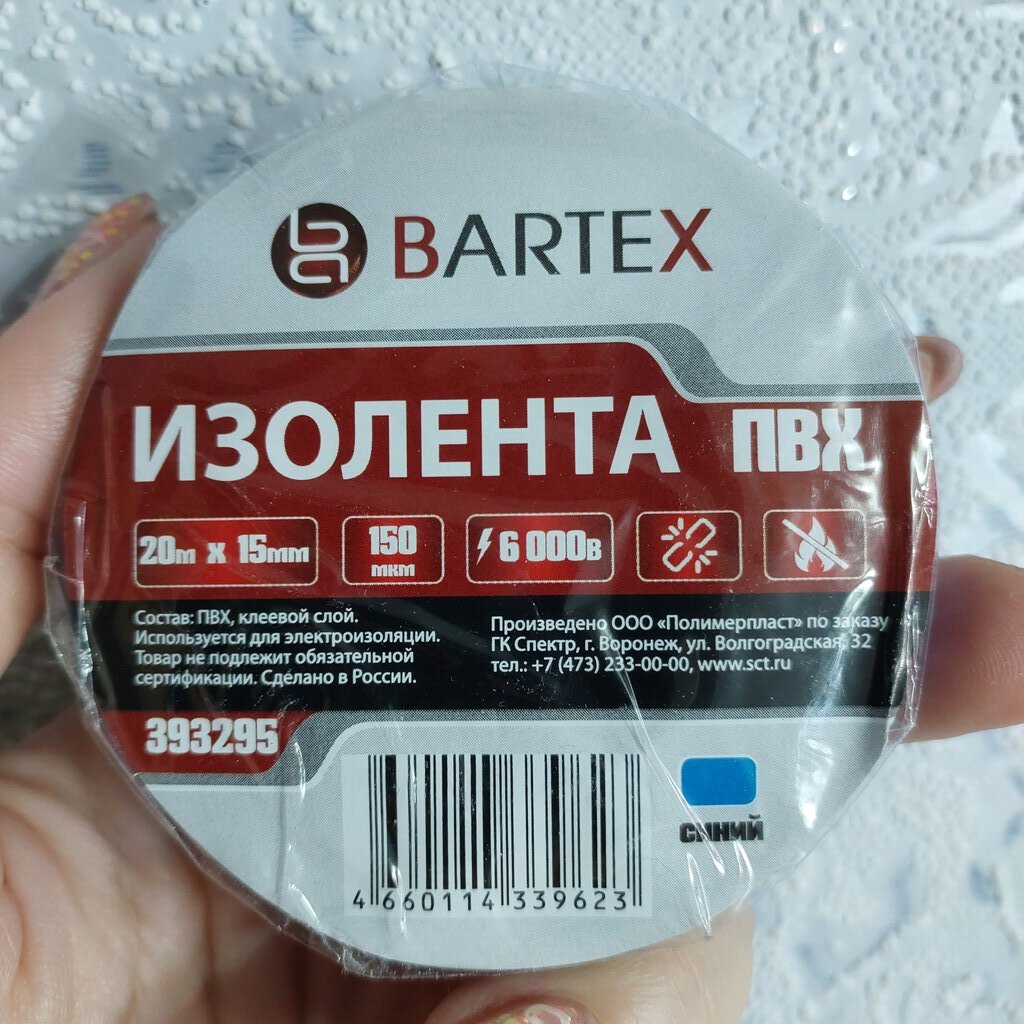 ba BARTEX
ИЗОЛЕНТА ПВХ
20м х 15мм 150 мкм 6 000в
Состав: ПВХ, клеевой слой.
Используется для электроизоляции.
Товар не подлежит обязательной
сертификации. Сделано в России.
Произведено ООО «Полимерпласт» по заказу
ГК Спектр, г. Воронеж, ул. Волгоградская, 32
тел.: +7 (473) 233-00-00, www.sct.ru
393295
4 660114 339623
синий